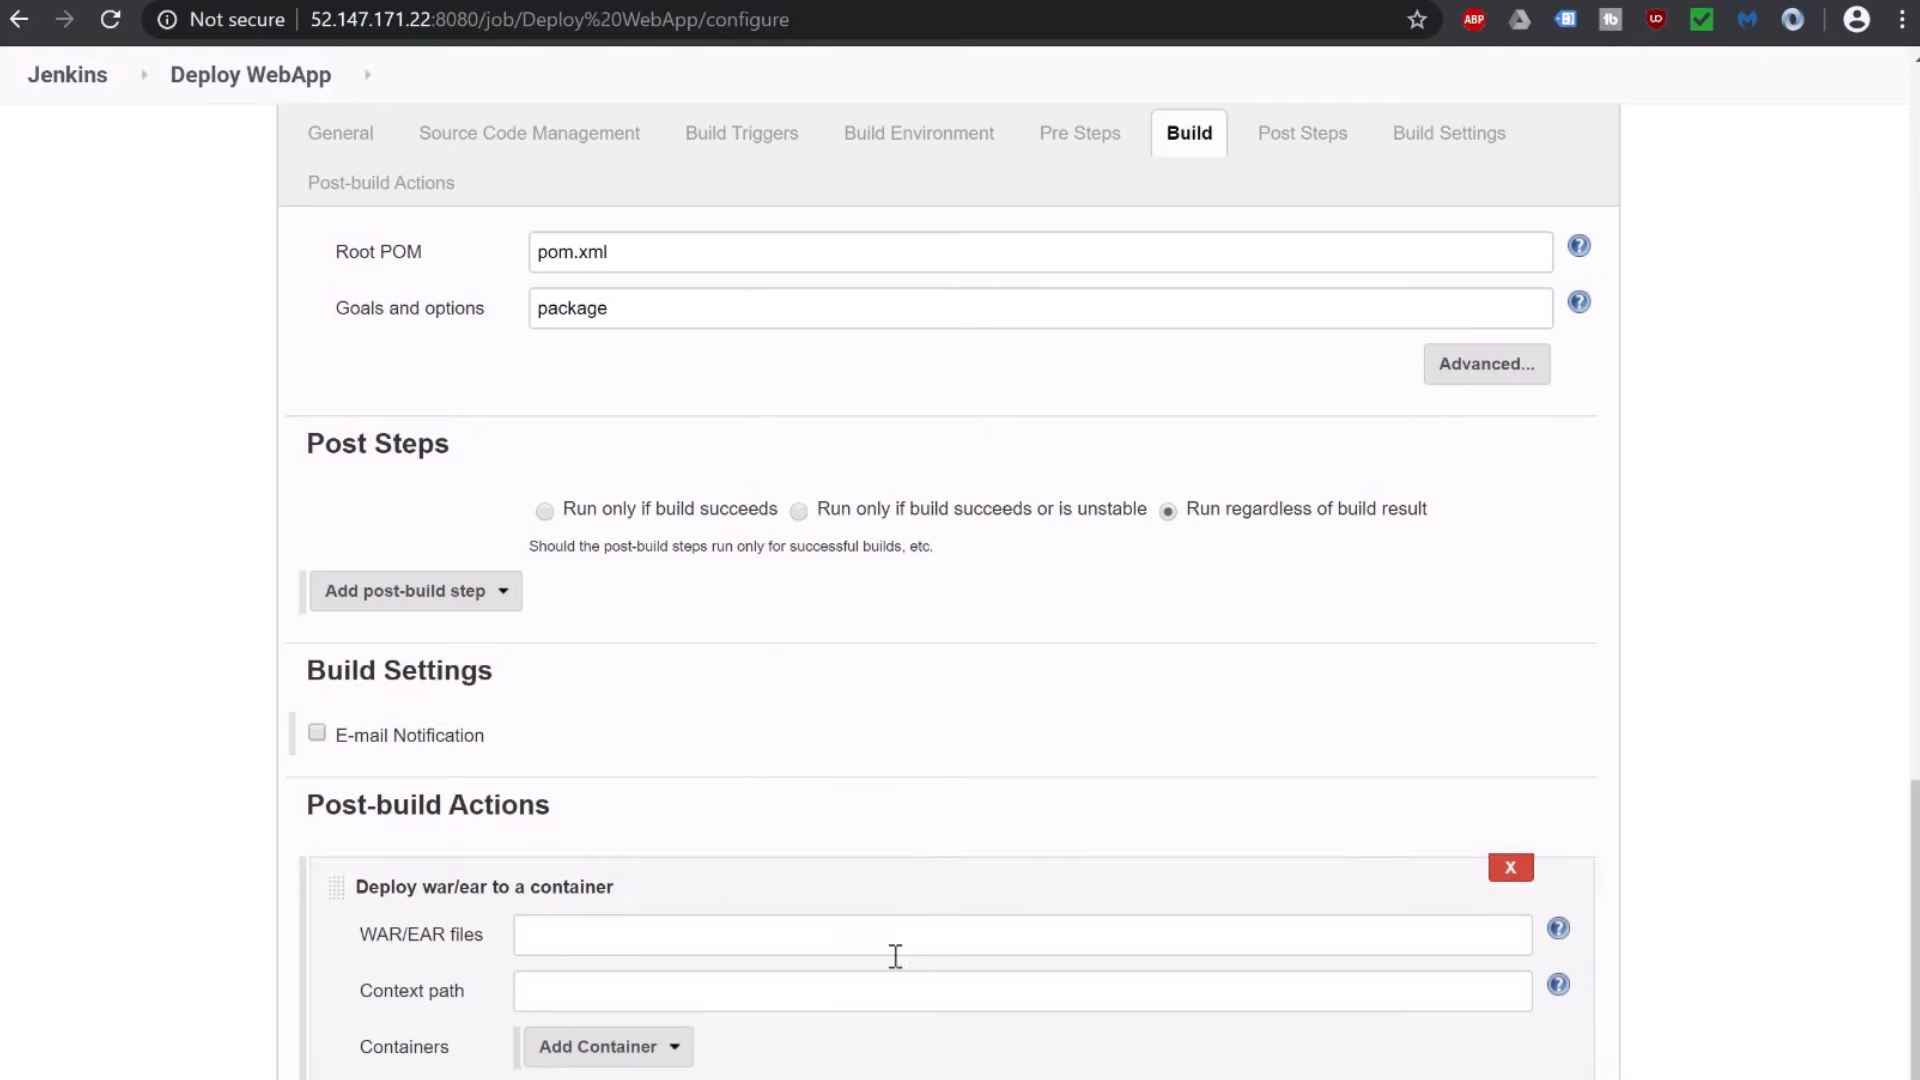 Not secure 52.147.171.22:8080/job/Deploy%20WebApp/configure
ABP
Jenkins Deploy WebApp
General Source Code Management Build Triggers Build Environment Pre Steps Build Post Steps Build Settings
Post-build Actions
Root POM pom.xml
Goals and options package
Advanced...
Post Steps
Run only if build succeeds Run only if build succeeds or is unstable Run regardless of build result
Should the post-build steps run only for successful builds, etc.
Add post-build step
Build Settings
E-mail Notification
Post-build Actions
X
Deploy war/ear to a container
WAR/EAR files
Context path
Containers Add Container